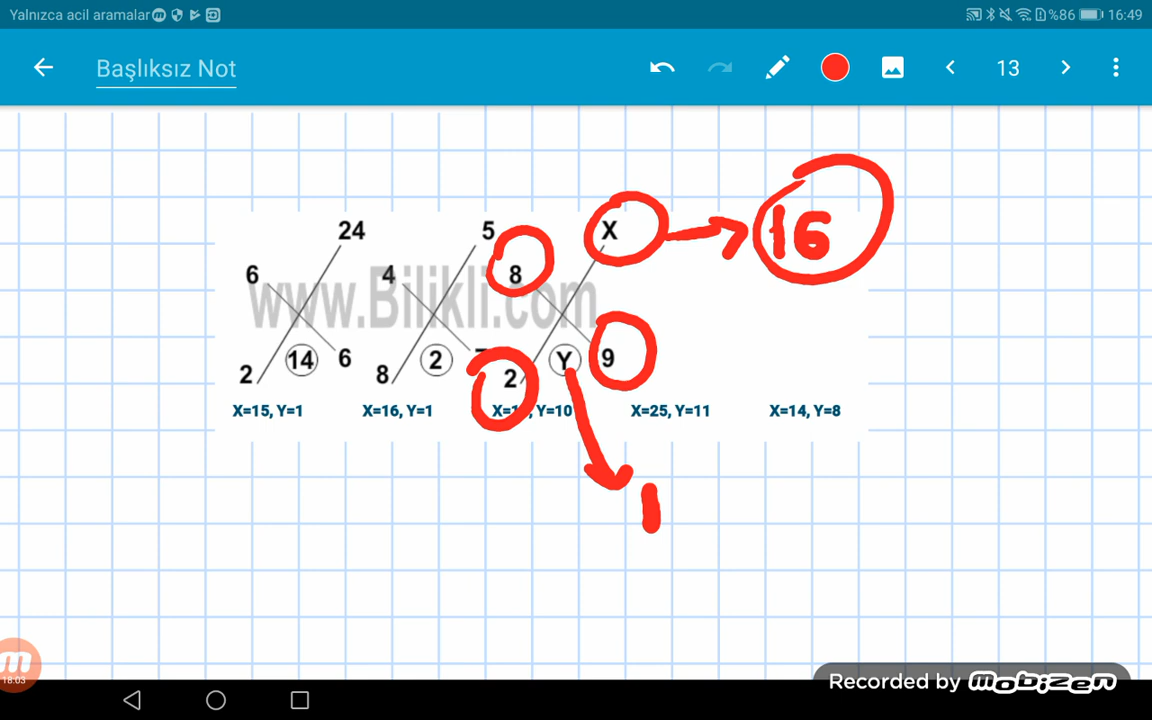 Yalnızca acil aramalar %86 16:49
Başlıksız Not 13
24 5 X → 16
6 4 8
www.Bilikli.com
14 6 2 Y 9
2 8 2
X=15, Y=1 X=16, Y=1 Y=10 X=25, Y=11 X=14, Y=8
1
18:03
Recorded by mobizen